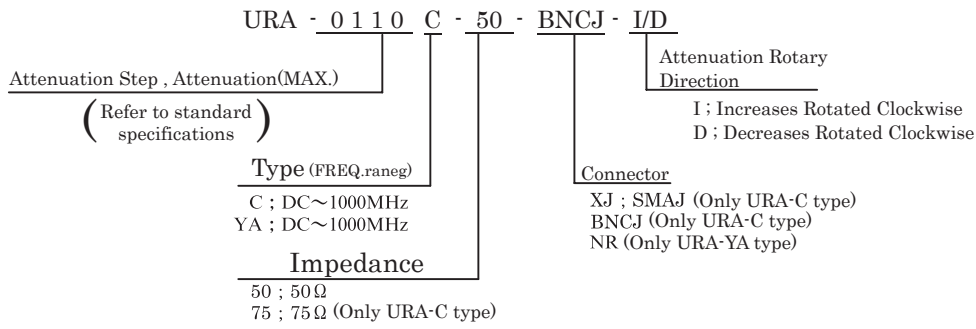 URA - 0110 C - 50 - BNCJ - I/D
Attenuation Step , Attenuation(MAX.)
(Refer to standard
specifications)
Attenuation Rotary
Direction
I ; Increases Rotated Clockwise
D ; Decreases Rotated Clockwise
Type (FREQ.raneg)
C ; DC～1000MHz
YA ; DC～1000MHz
Connector
XJ ; SMAJ (Only URA-C type)
BNCJ (Only URA-C type)
NR (Only URA-YA type)
Impedance
50 ; 50Ω
75 ; 75Ω (Only URA-C type)